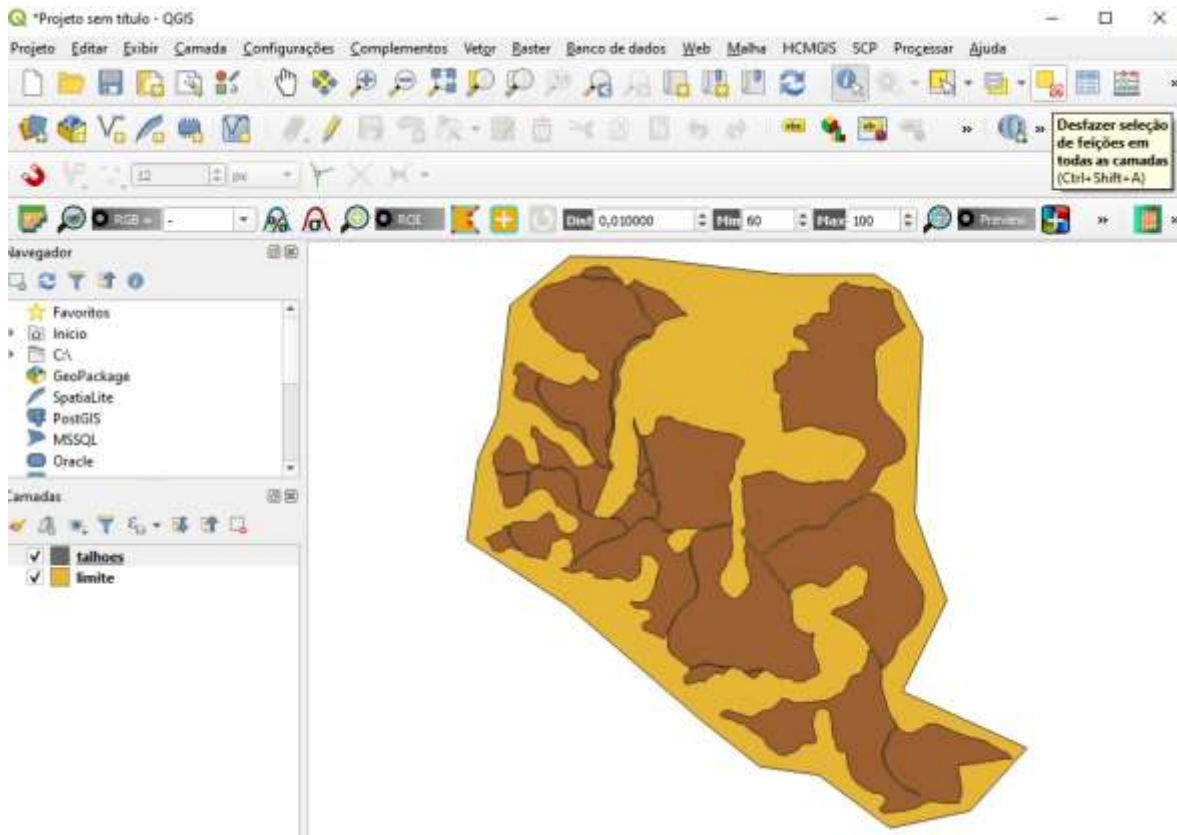 *Projeto sem título - QGIS
Projeto Editar Exibir Camada Configurações Complementos Vetor Raster Banco de dados Web Malha HCMGIS SCP Processar Ajuda
Desfazer seleção
de feições em
todas as camadas
(Ctrl+Shift+A)
12 px
RGB = - ROI Dist 0,010000 Min 60 Max 100 Preview
Navegador
Favoritos
Início
C:\
GeoPackage
SpatiaLite
PostGIS
MSSQL
Oracle
Camadas
talhoes
limite